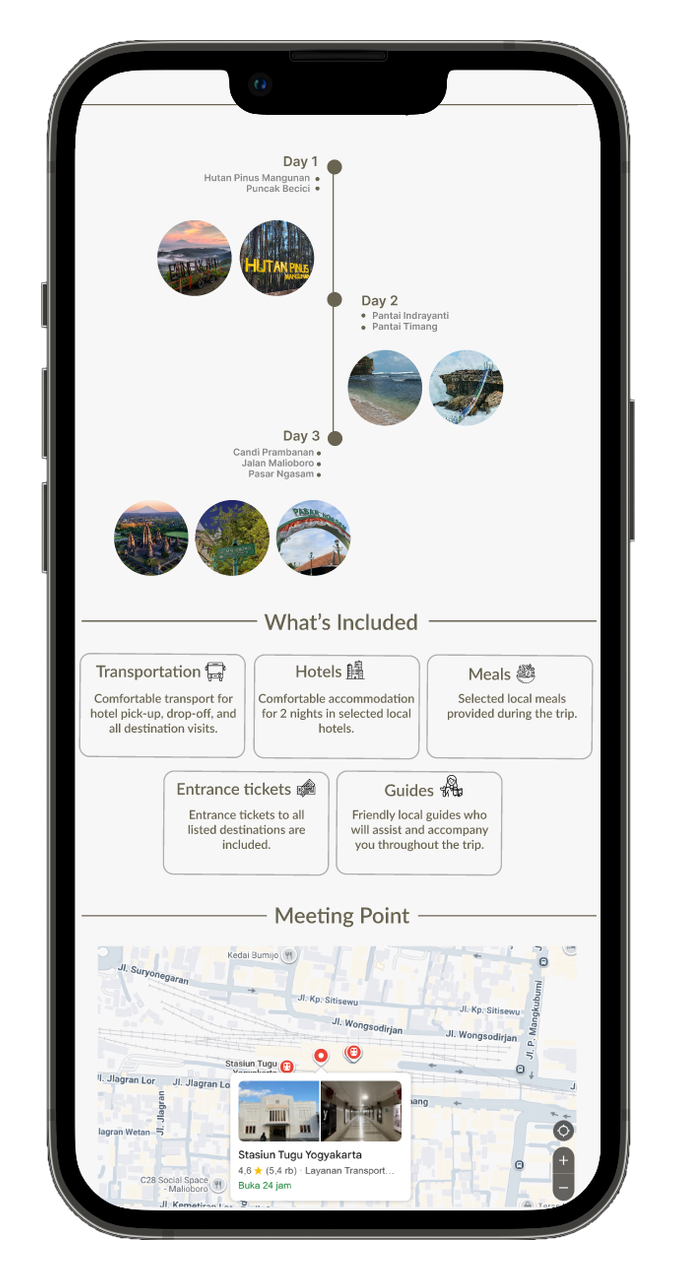 Day 1
Hutan Pinus Mangunan
Puncak Becici
HUTAN PINUS
MANGUNAN
Day 2
Pantai Indrayanti
Pantai Timang
Day 3
Candi Prambanan
Jalan Malioboro
Pasar Ngasam
What's Included
Transportation
Comfortable transport for
hotel pick-up, drop-off, and
all destination visits.
Hotels
Comfortable accommodation
for 2 nights in selected local
hotels.
Meals
Selected local meals
provided during the trip.
Entrance tickets
Entrance tickets to all
listed destinations are
included.
Guides
Friendly local guides who
will assist and accompany
you throughout the trip.
Meeting Point
Kedai Bumijo
Jl. Suryonegaran
Jl. Kp. Sitisewu
Jl. Kp. Sitisewu
Jl. Wongsodirjan
Jl. Wongsodirjan
Jl. P. Mangkubumi
Stasiun Tugu
Yogyakarta
Jl. Jlagran Lor
Jl. Jlagran Lo
Jl. Jlagran
lagran Wetan
Stasiun Tugu Yogyakarta
4,6 (5,4 rb) · Layanan Transport...
Buka 24 jam
C28 Social Space
- Malioboro
Jl. Kemetiran Lor